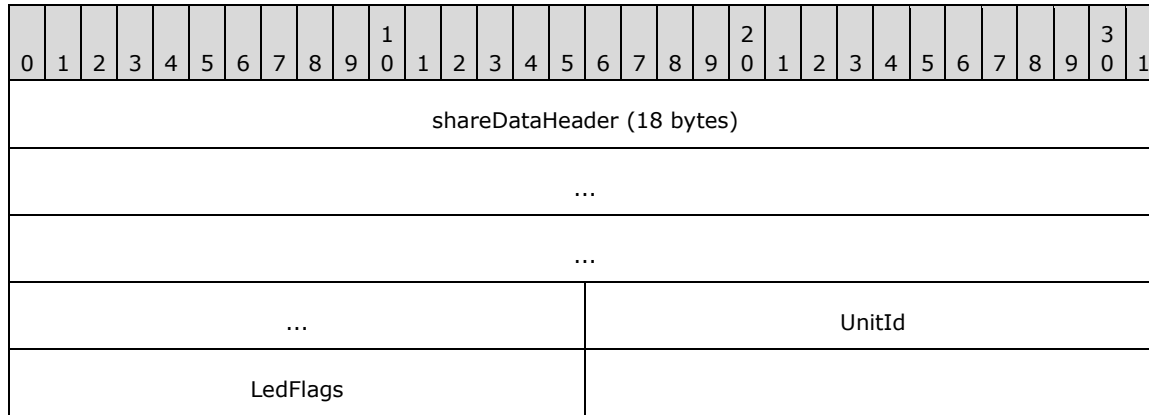 1 2 3
0 1 2 3 4 5 6 7 8 9 0 1 2 3 4 5 6 7 8 9 0 1 2 3 4 5 6 7 8 9 0 1
shareDataHeader (18 bytes)
...
...
... UnitId
LedFlags